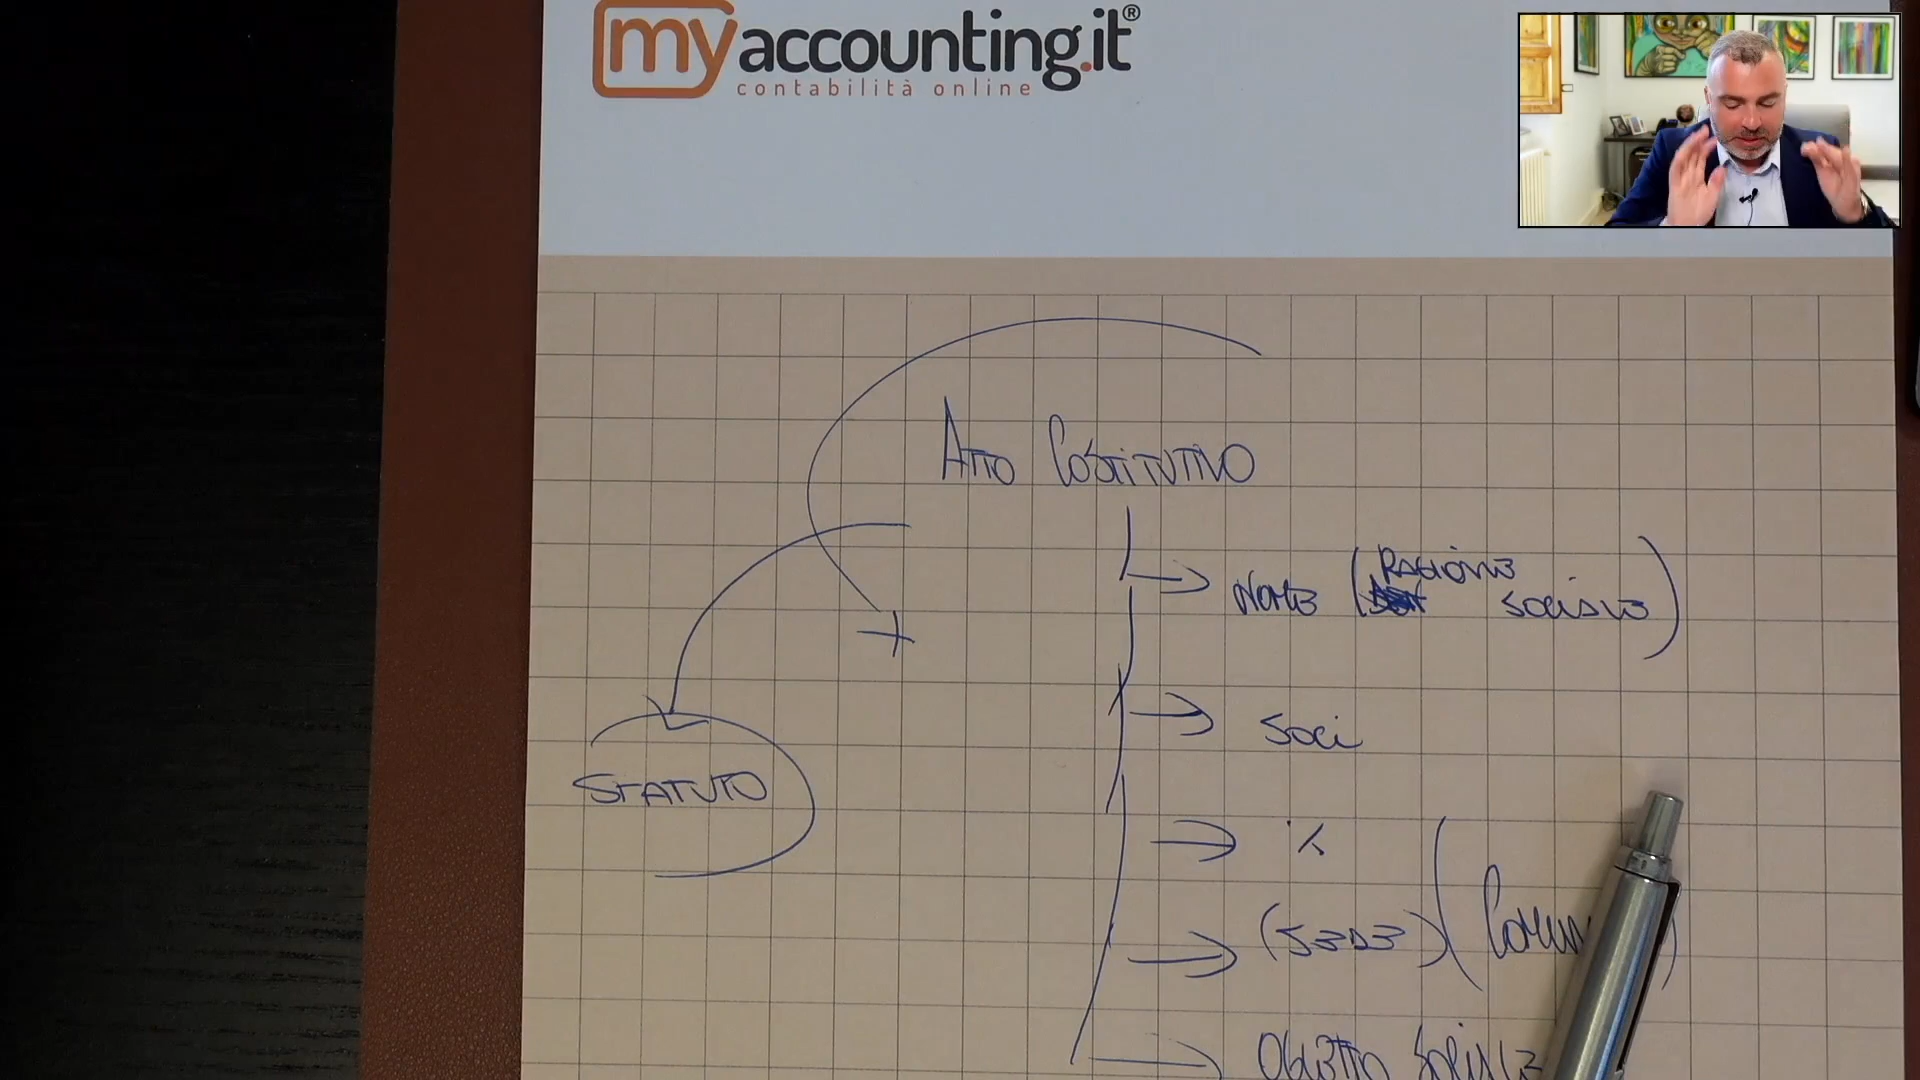 myaccounting.it®
contabilità online
ATTO COSTITUTIVO
NOME (RAGIONE SOCIALE)
SOCI
STATUTO
%
(SEDE) (
OGGETTO SOCIALE